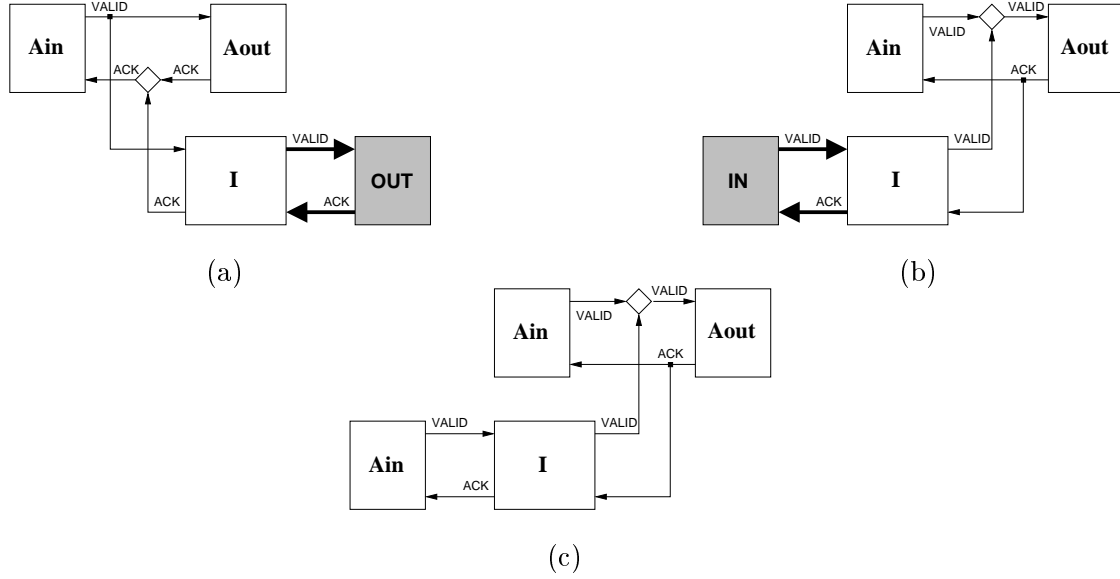 VALID
Ain
Aout
ACK
ACK
VALID
I
OUT
ACK
ACK
(a)
VALID
Ain
VALID
Aout
ACK
VALID
VALID
IN
I
ACK
(b)
VALID
Ain
VALID
Aout
ACK
VALID
VALID
Ain
I
ACK
(c)